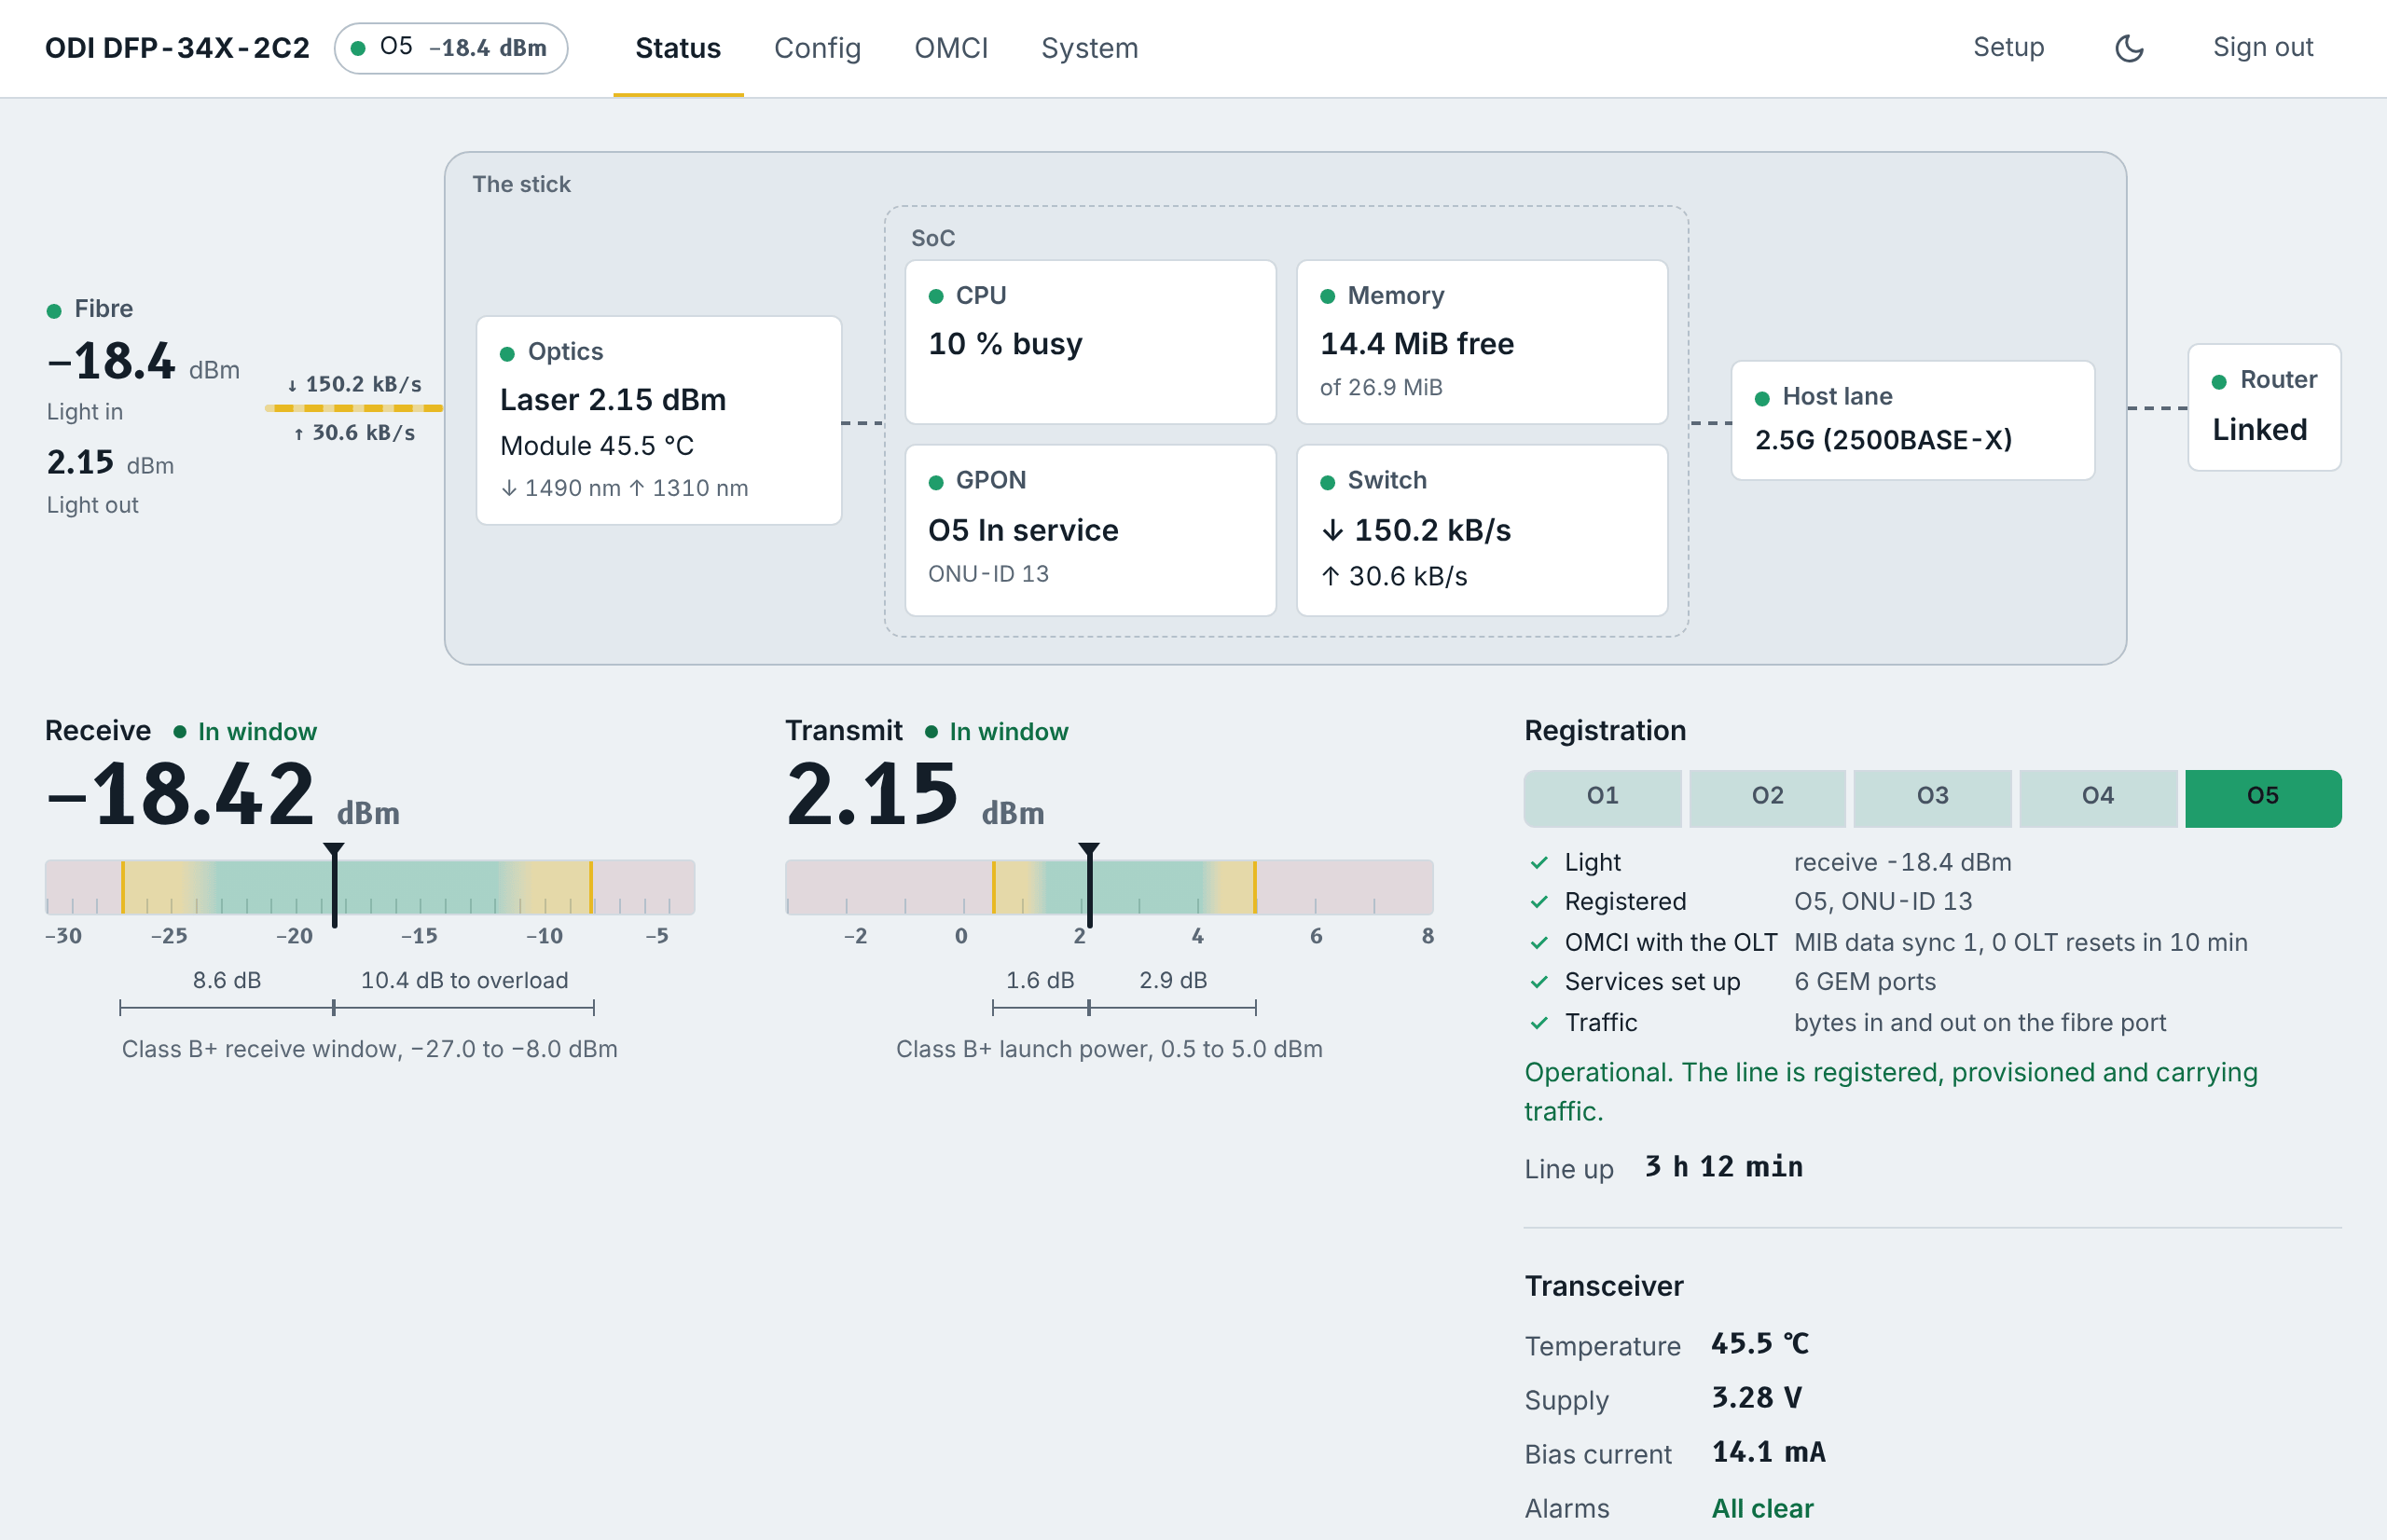 ODI DFP-34X-2C2
O5 −18.4 dBm
Status
Config
OMCI
System
Setup
Sign out
The stick
SoC
Fibre
−18.4 dBm
Light in
2.15 dBm
Light out
↓ 150.2 kB/s
↑ 30.6 kB/s
Optics
Laser 2.15 dBm
Module 45.5 °C
↓ 1490 nm ↑ 1310 nm
CPU
10 % busy
Memory
14.4 MiB free
of 26.9 MiB
GPON
O5 In service
ONU-ID 13
Switch
↓ 150.2 kB/s
↑ 30.6 kB/s
Host lane
2.5G (2500BASE-X)
Router
Linked
Receive In window
−18.42 dBm
−30 −25 −20 −15 −10 −5
8.6 dB 10.4 dB to overload
Class B+ receive window, −27.0 to −8.0 dBm
Transmit In window
2.15 dBm
−2 0 2 4 6 8
1.6 dB 2.9 dB
Class B+ launch power, 0.5 to 5.0 dBm
Registration
O1 O2 O3 O4 O5
Light receive -18.4 dBm
Registered O5, ONU-ID 13
OMCI with the OLT MIB data sync 1, 0 OLT resets in 10 min
Services set up 6 GEM ports
Traffic bytes in and out on the fibre port
Operational. The line is registered, provisioned and carrying
traffic.
Line up 3 h 12 min
Transceiver
Temperature 45.5 °C
Supply 3.28 V
Bias current 14.1 mA
Alarms All clear